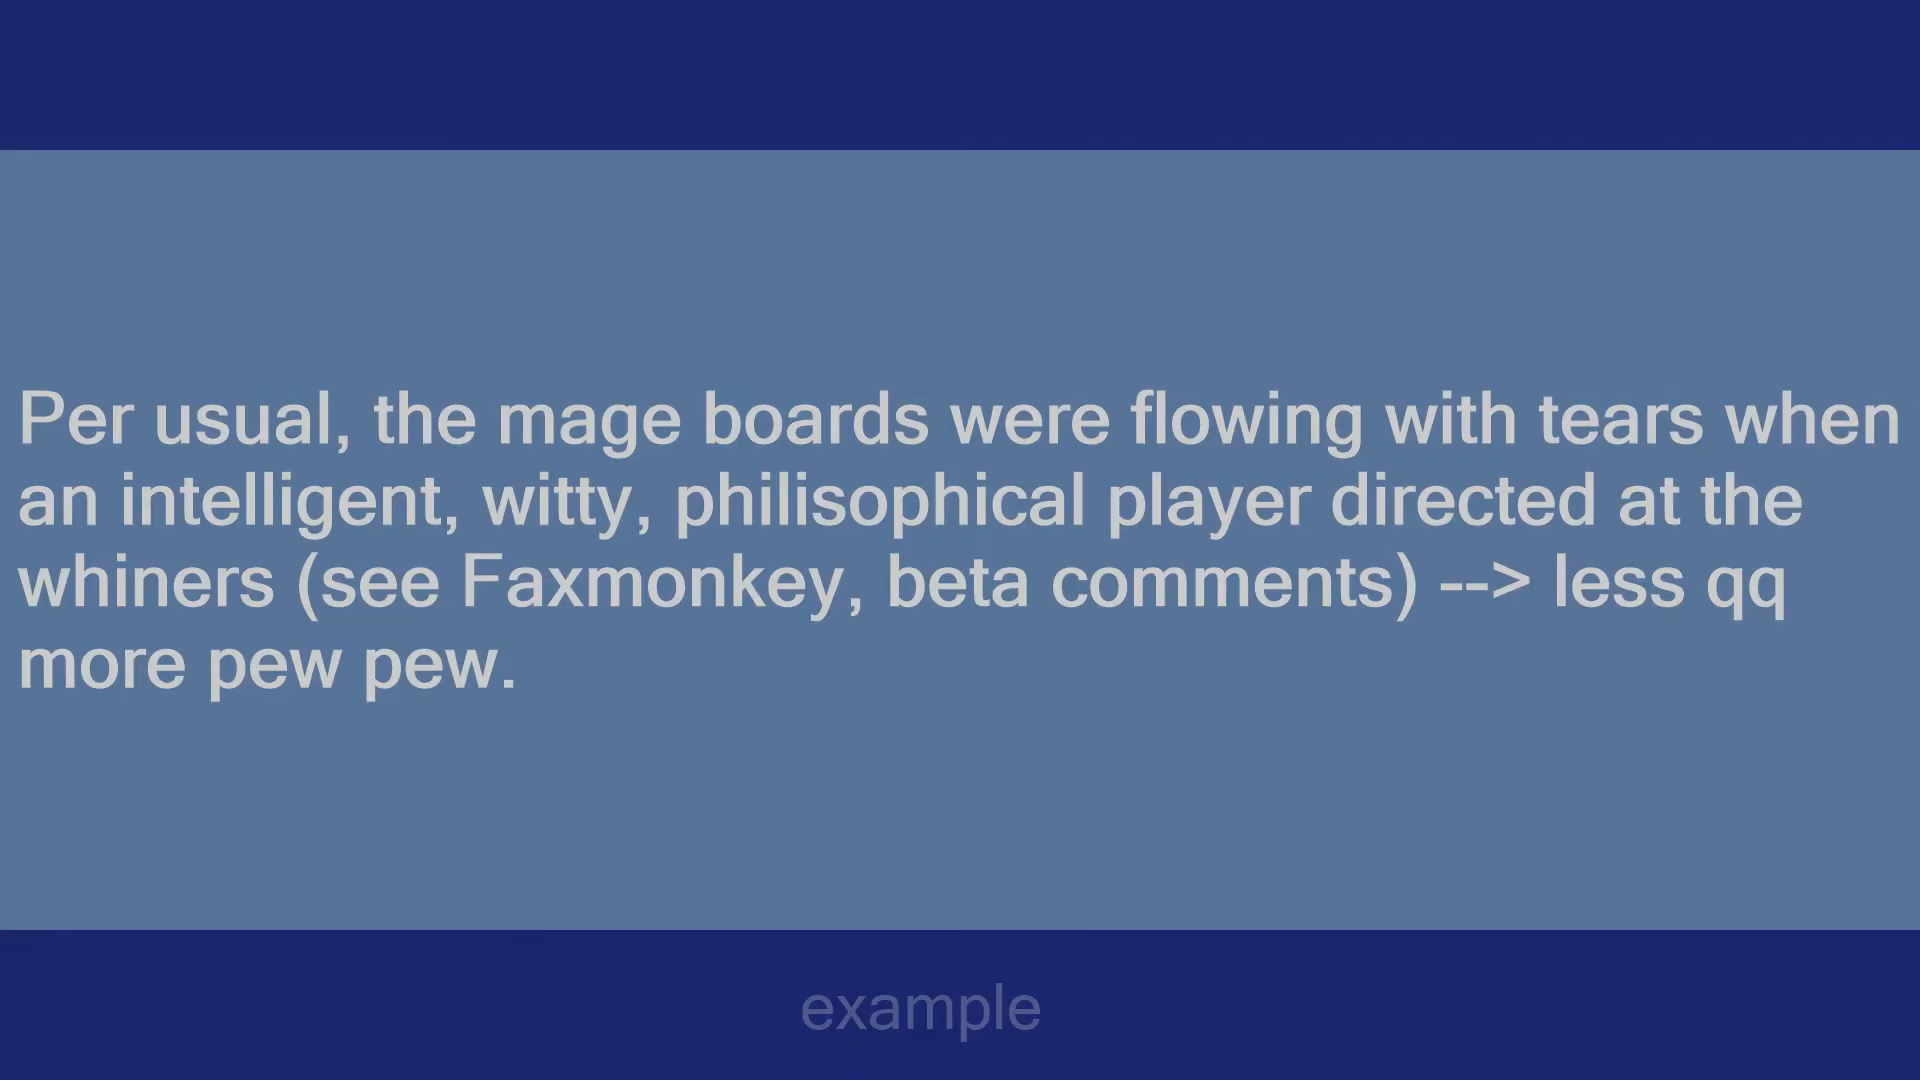 Per usual, the mage boards were flowing with tears when
an intelligent, witty, philisophical player directed at the
whiners (see Faxmonkey, beta comments) --> less qq
more pew pew.
example